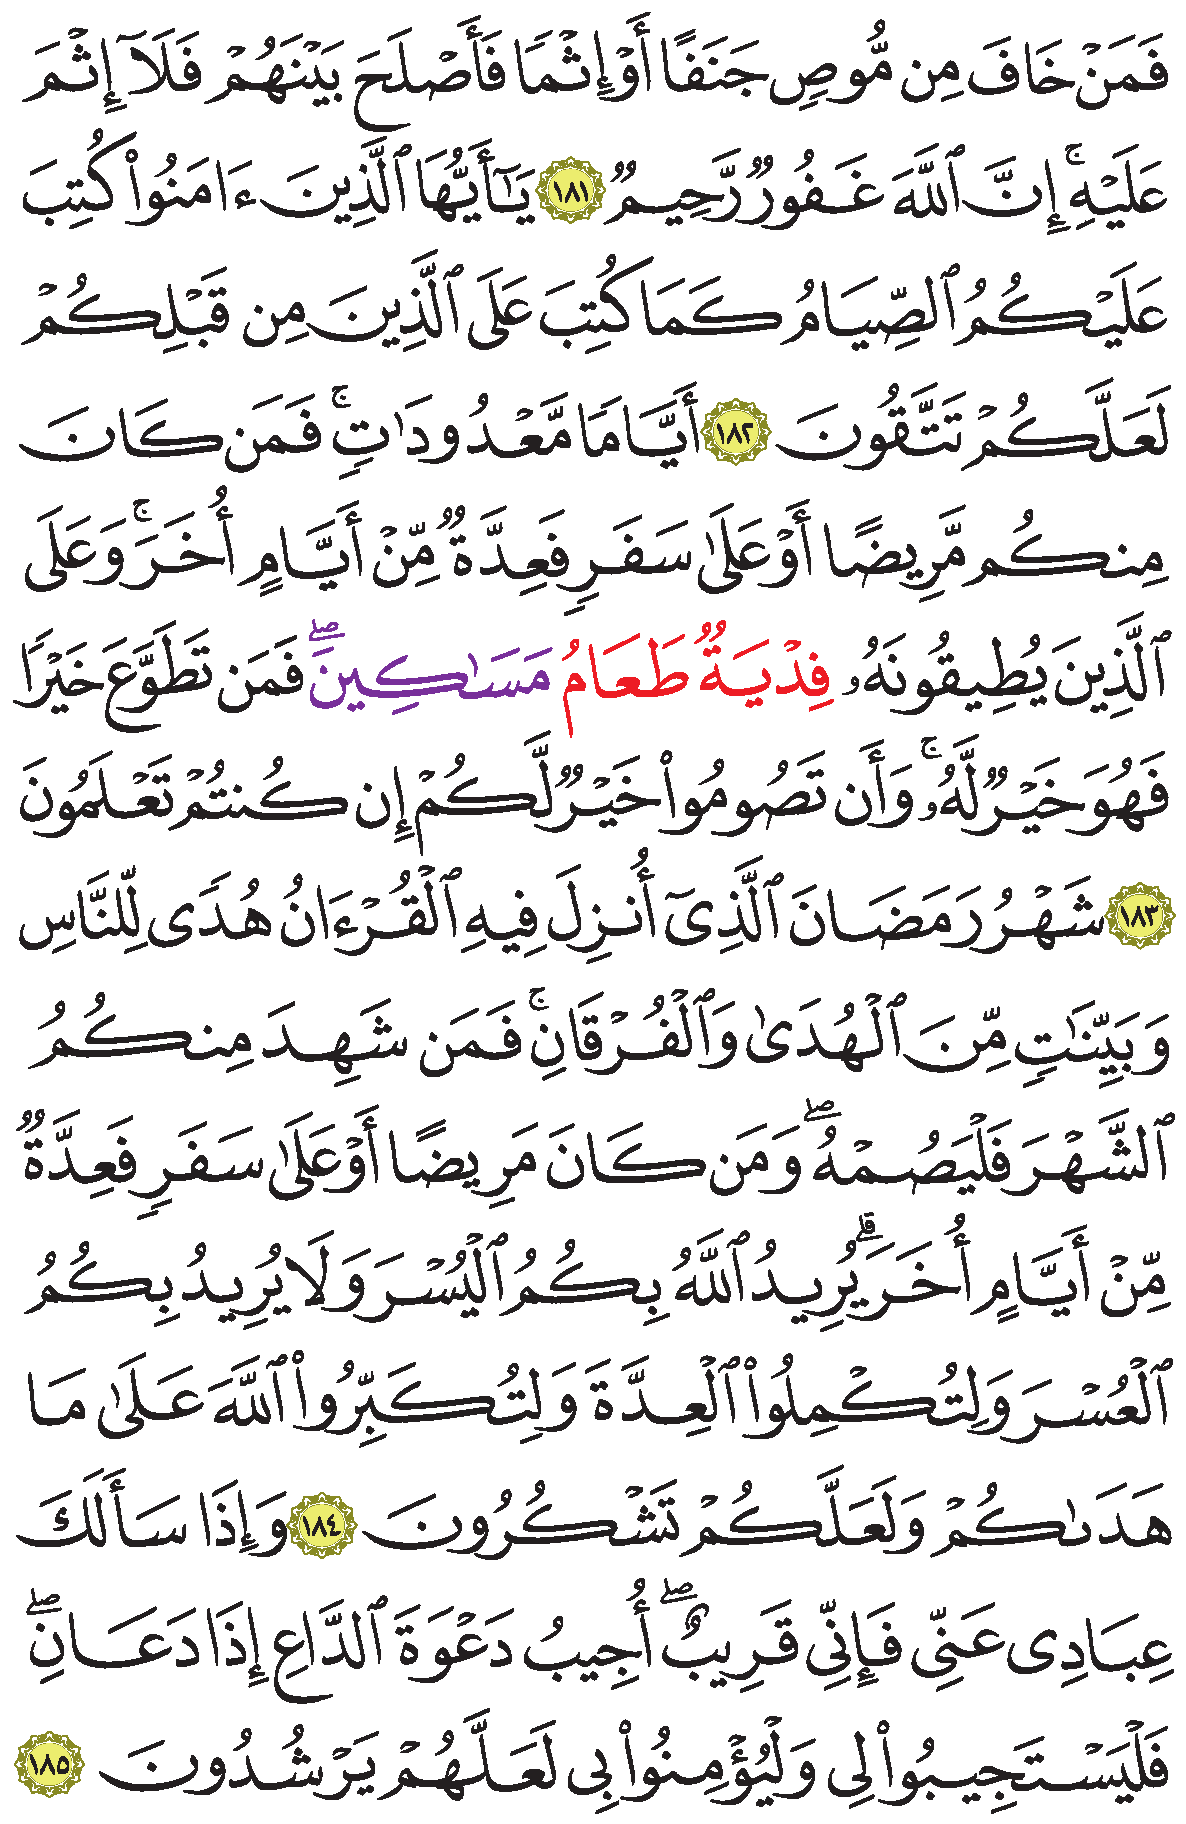 فَمَنۡ خَافَ مِن مُّوصٖ جَنَفًا أَوۡ إِثۡمٗا فَأَصۡلَحَ بَيۡنَهُمۡ فَلَآ إِثۡمَ
عَلَيۡهِۚ إِنَّ ٱللَّهَ غَفُورٞ رَّحِيمٞ ١٨١ يَٰٓأَيُّهَا ٱلَّذِينَ ءَامَنُواْ كُتِبَ
عَلَيۡكُمُ ٱلصِّيَامُ كَمَا كُتِبَ عَلَى ٱلَّذِينَ مِن قَبۡلِكُمۡ
لَعَلَّكُمۡ تَتَّقُونَ ١٨٢ أَيَّامٗا مَّعۡدُودَٰتٖۚ فَمَن كَانَ
مِنكُم مَّرِيضًا أَوۡ عَلَىٰ سَفَرٖ فَعِدَّةٞ مِّنۡ أَيَّامٍ أُخَرَۚ وَعَلَى
ٱلَّذِينَ يُطِيقُونَهُۥ فِدۡيَةٞ طَعَامُ مَسَٰكِينَۖ فَمَن تَطَوَّعَ خَيۡرٗا
فَهُوَ خَيۡرٞ لَّهُۥۚ وَأَن تَصُومُواْ خَيۡرٞ لَّكُمۡ إِن كُنتُمۡ تَعۡلَمُونَ
١٨٣ شَهۡرُ رَمَضَانَ ٱلَّذِيٓ أُنزِلَ فِيهِ ٱلۡقُرۡءَانُ هُدٗى لِّلنَّاسِ
وَبَيِّنَٰتٖ مِّنَ ٱلۡهُدَىٰ وَٱلۡفُرۡقَانِۚ فَمَن شَهِدَ مِنكُمُ
ٱلشَّهۡرَ فَلۡيَصُمۡهُۖ وَمَن كَانَ مَرِيضًا أَوۡ عَلَىٰ سَفَرٖ فَعِدَّةٞ
مِّنۡ أَيَّامٍ أُخَرَۗ يُرِيدُ ٱللَّهُ بِكُمُ ٱلۡيُسۡرَ وَلَا يُرِيدُ بِكُمُ
ٱلۡعُسۡرَ وَلِتُكۡمِلُواْ ٱلۡعِدَّةَ وَلِتُكَبِّرُواْ ٱللَّهَ عَلَىٰ مَا
هَدَىٰكُمۡ وَلَعَلَّكُمۡ تَشۡكُرُونَ ١٨٤ وَإِذَا سَأَلَكَ
عِبَادِي عَنِّي فَإِنِّي قَرِيبٌۖ أُجِيبُ دَعۡوَةَ ٱلدَّاعِ إِذَا دَعَانِۖ
فَلۡيَسۡتَجِيبُواْ لِي وَلۡيُؤۡمِنُواْ بِي لَعَلَّهُمۡ يَرۡشُدُونَ ١٨٥